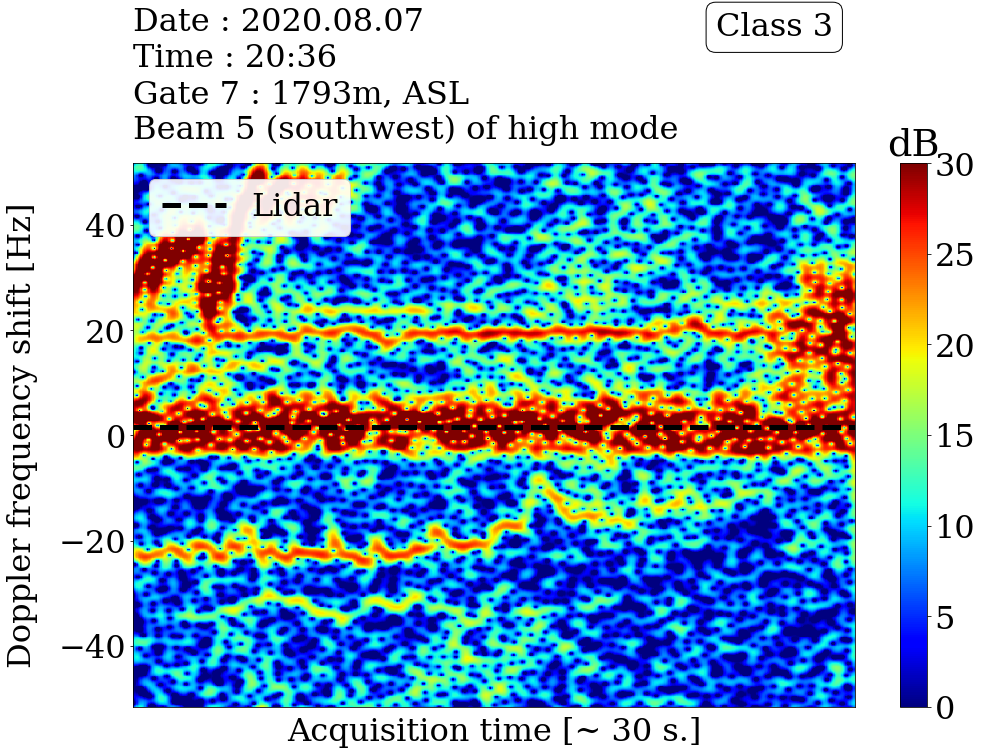 Date : 2020.08.07
Time : 20:36
Gate 7 : 1793m, ASL
Beam 5 (southwest) of high mode
Class 3
dB
Lidar
Doppler frequency shift [Hz]
40
20
0
−20
−40
30
25
20
15
10
5
0
Acquisition time [~ 30 s.]